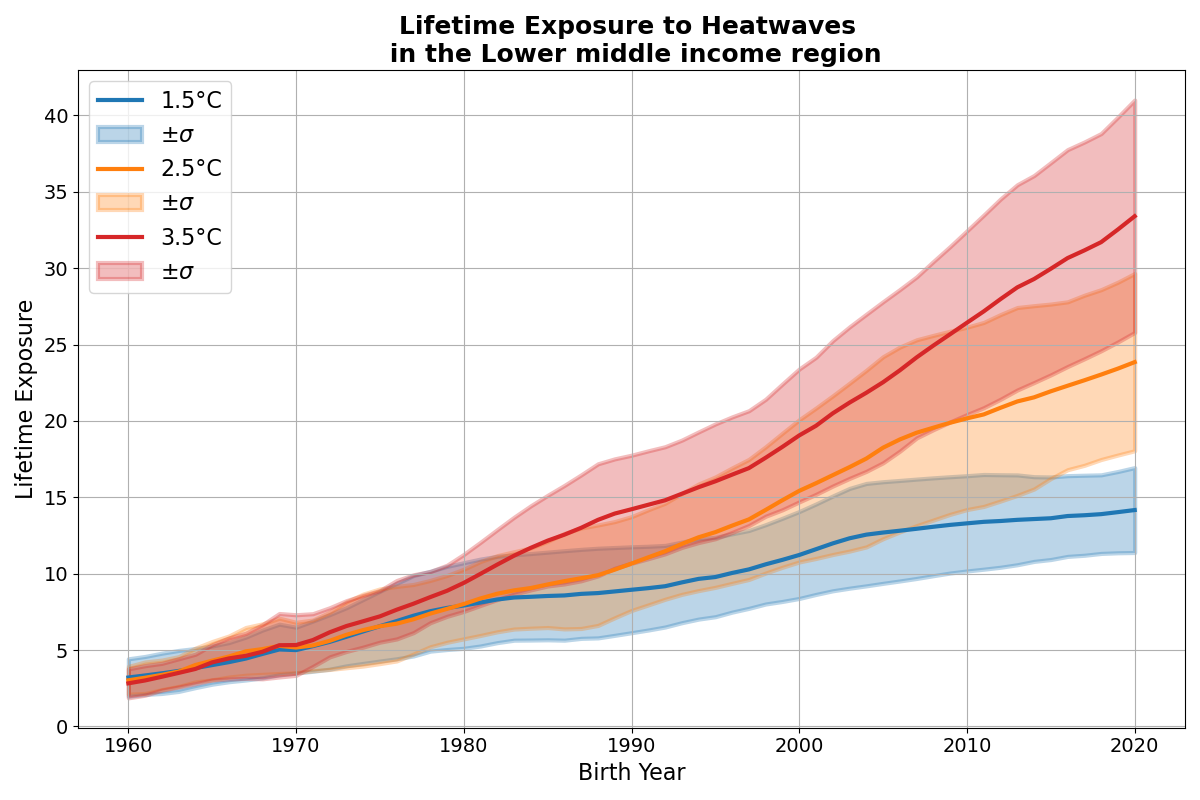 Lifetime Exposure to Heatwaves
in the Lower middle income region
1.5°C
±σ
2.5°C
±σ
3.5°C
±σ
40
35
30
25
20
15
10
5
0
Lifetime Exposure
1960 1970 1980 1990 2000 2010 2020
Birth Year